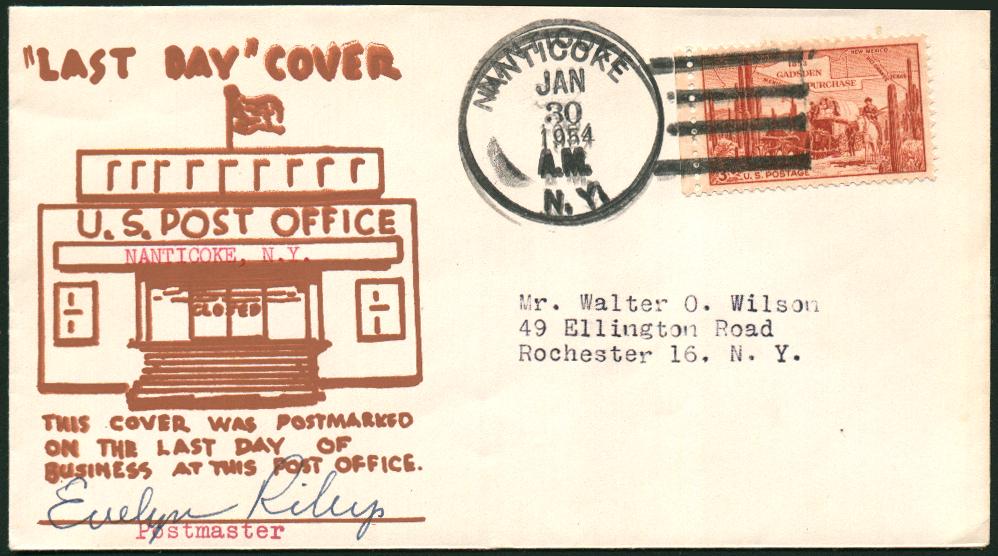 "LAST DAY" COVER
U.S. POST OFFICE
NANTICOKE, N.Y.
CLOSED
THIS COVER WAS POSTMARKED
ON THE LAST DAY OF
BUSINESS AT THIS POST OFFICE.
Evelyn
Postmaster
NANTICOKE
JAN
30
1954
A.M.
N.Y.
NEW MEXICO
1853
GADSDEN
PURCHASE
3¢ U.S. POSTAGE
Mr. Walter O. Wilson
49 Ellington Road
Rochester 16, N. Y.